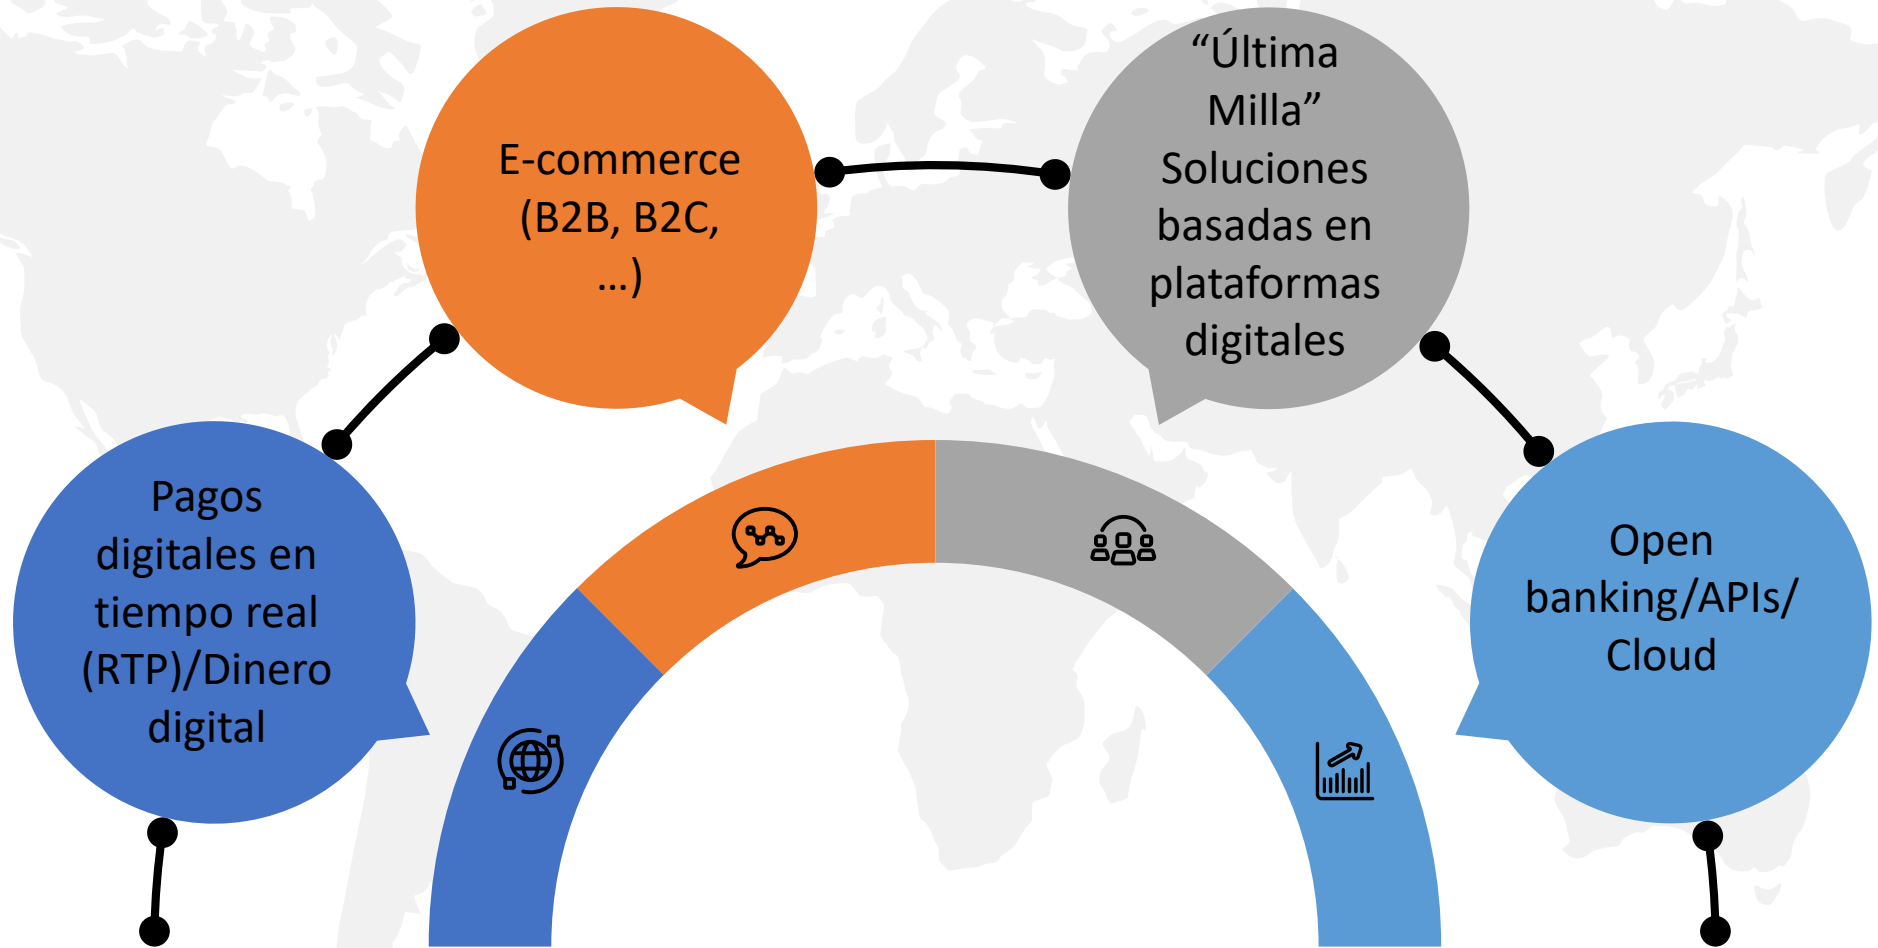 “Última
Milla”
Soluciones
basadas en
plataformas
digitales
E-commerce
(B2B, B2C,
...)
Pagos
digitales en
tiempo real
(RTP)/Dinero
digital
Open
banking/APIs/
Cloud